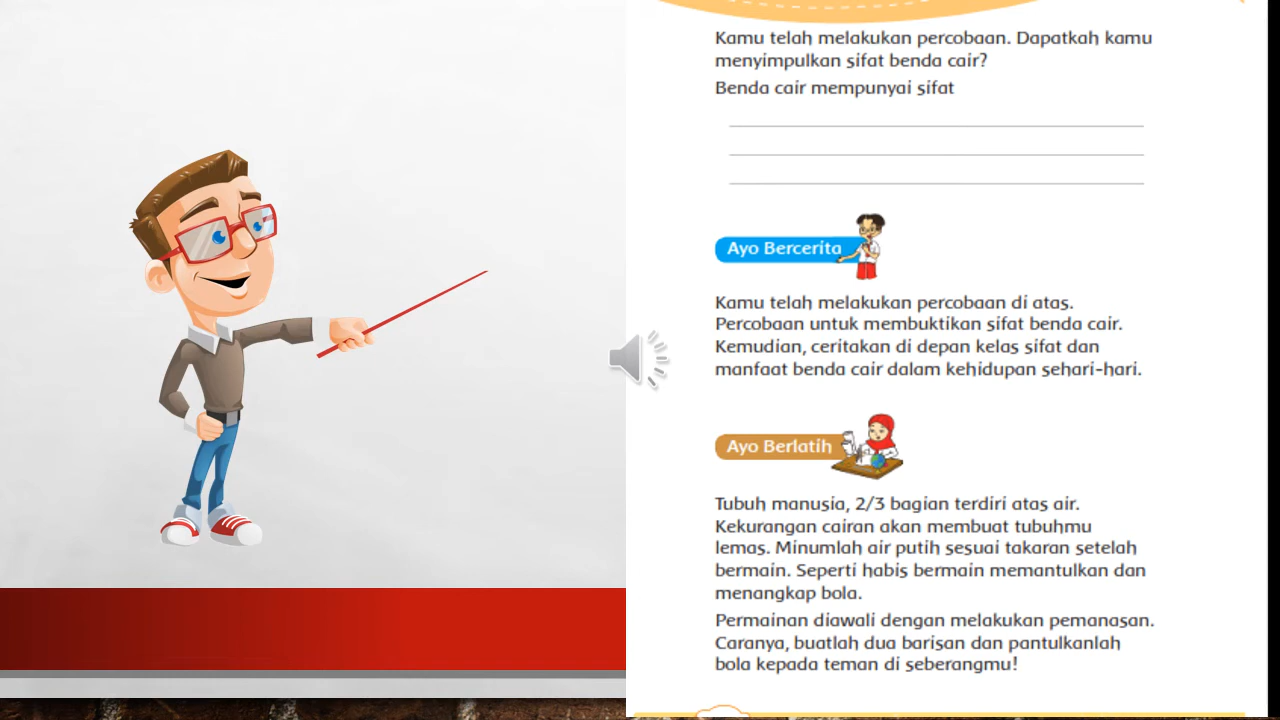 Kamu telah melakukan percobaan. Dapatkah kamu
menyimpulkan sifat benda cair?
Benda cair mempunyai sifat
Ayo Bercerita
Kamu telah melakukan percobaan di atas.
Percobaan untuk membuktikan sifat benda cair.
Kemudian, ceritakan di depan kelas sifat dan
manfaat benda cair dalam kehidupan sehari-hari.
Ayo Berlatih
Tubuh manusia, 2/3 bagian terdiri atas air.
Kekurangan cairan akan membuat tubuhmu
lemas. Minumlah air putih sesuai takaran setelah
bermain. Seperti habis bermain memantulkan dan
menangkap bola.
Permainan diawali dengan melakukan pemanasan.
Caranya, buatlah dua barisan dan pantulkanlah
bola kepada teman di seberangmu!